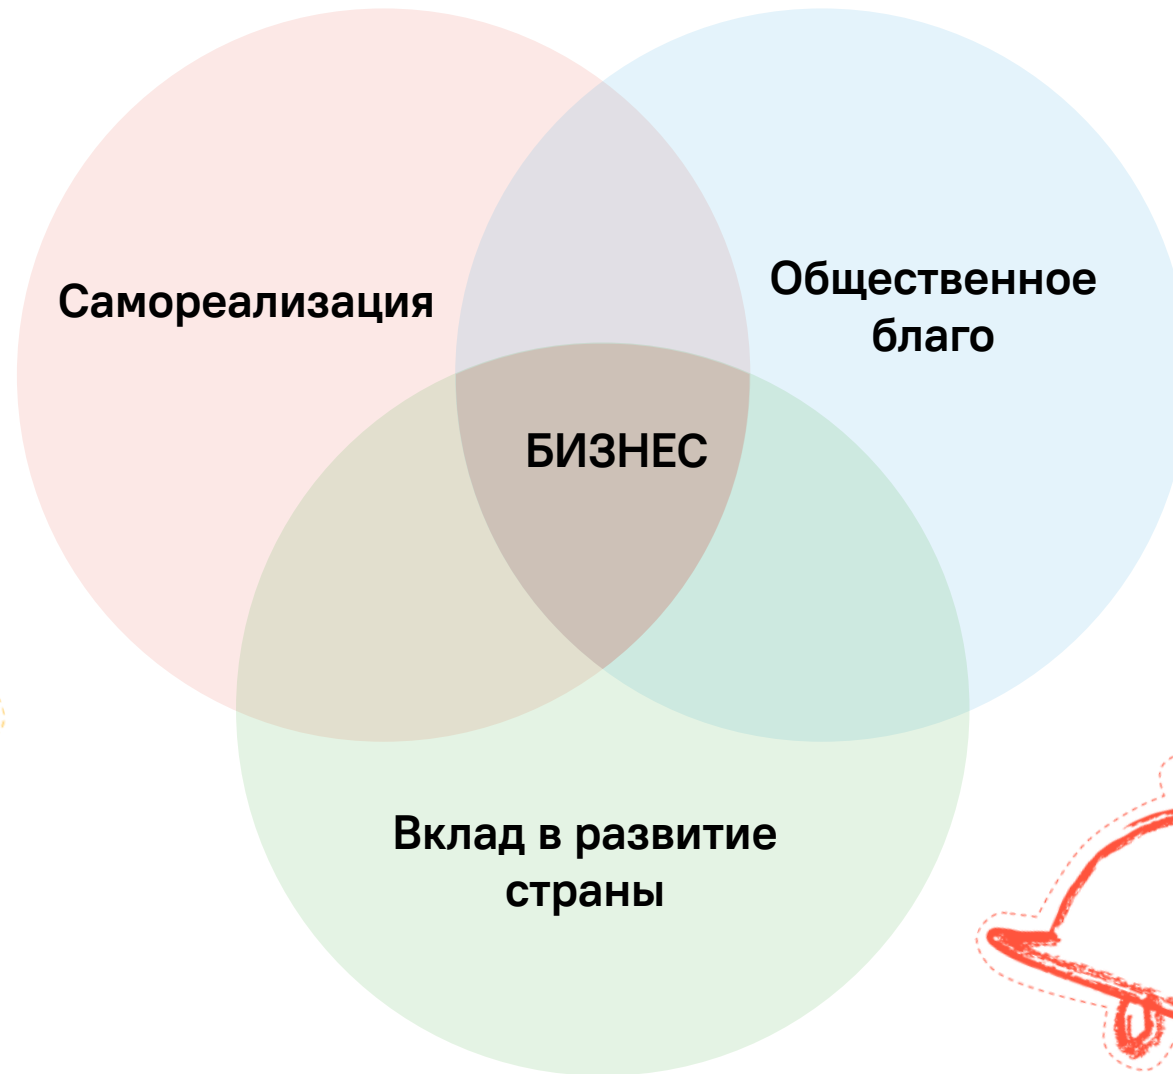 Самореализация
Общественное
благо
БИЗНЕС
Вклад в развитие
страны